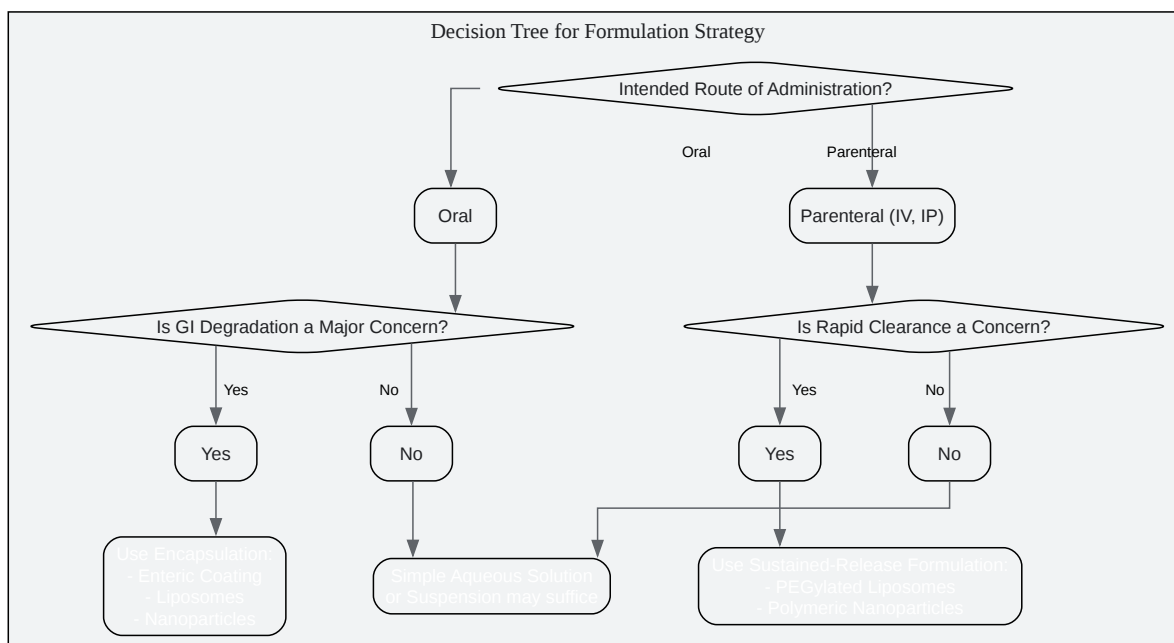 Decision Tree for Formulation Strategy
Intended Route of Administration?
Oral
Parenteral
Oral
Parenteral (IV, IP)
Is GI Degradation a Major Concern?
Is Rapid Clearance a Concern?
Yes
No
Yes
No
Yes
No
Yes
No
Use Encapsulation:
- Enteric Coating
- Liposomes
- Nanoparticles
Simple Aqueous Solution
or Suspension may suffice
Use Sustained-Release Formulation:
- PEGylated Liposomes
- Polymeric Nanoparticles